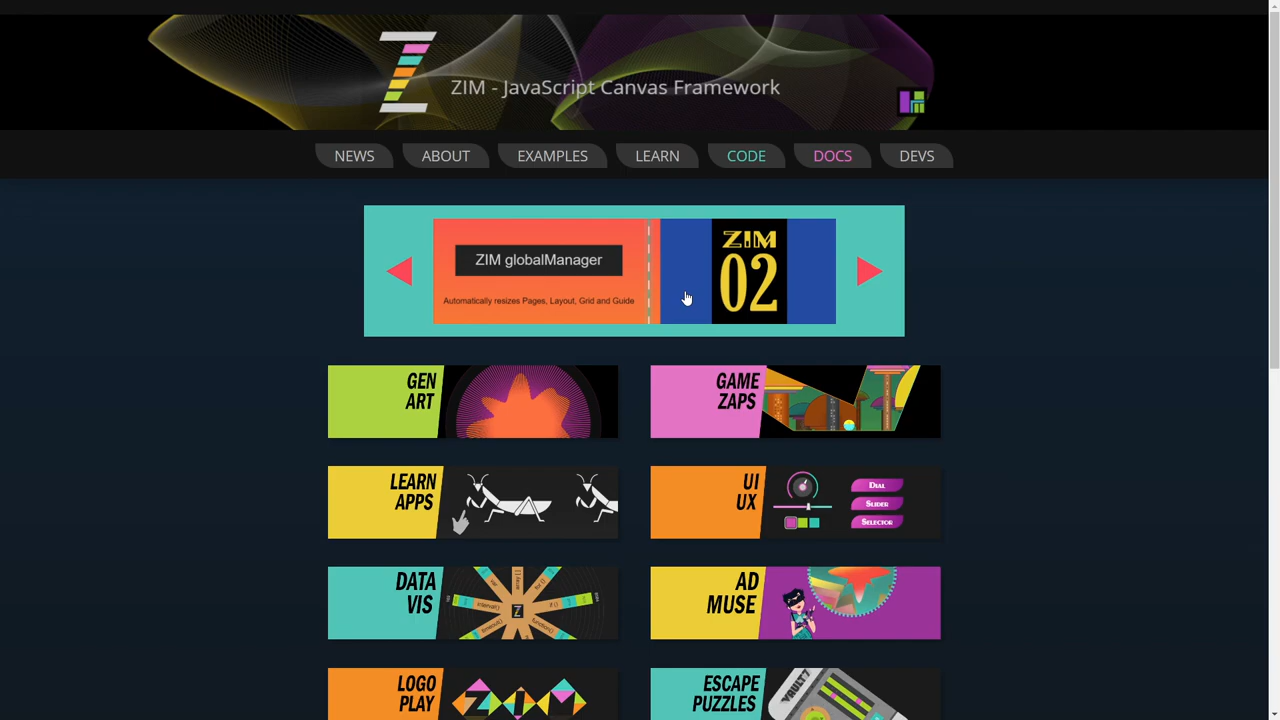 ZIM - JavaScript Canvas Framework
NEWS ABOUT EXAMPLES LEARN CODE DOCS DEVS
ZIM globalManager
Automatically resizes Pages, Layout, Grid and Guide
ZIM
02
GEN
ART
GAME
ZAPS
LEARN
APPS
UI
UX
DIAL
SLIDER
SELECTOR
DATA
VIS
AD
MUSE
LOGO
PLAY
ZIM
ESCAPE
PUZZLES
VAULT7